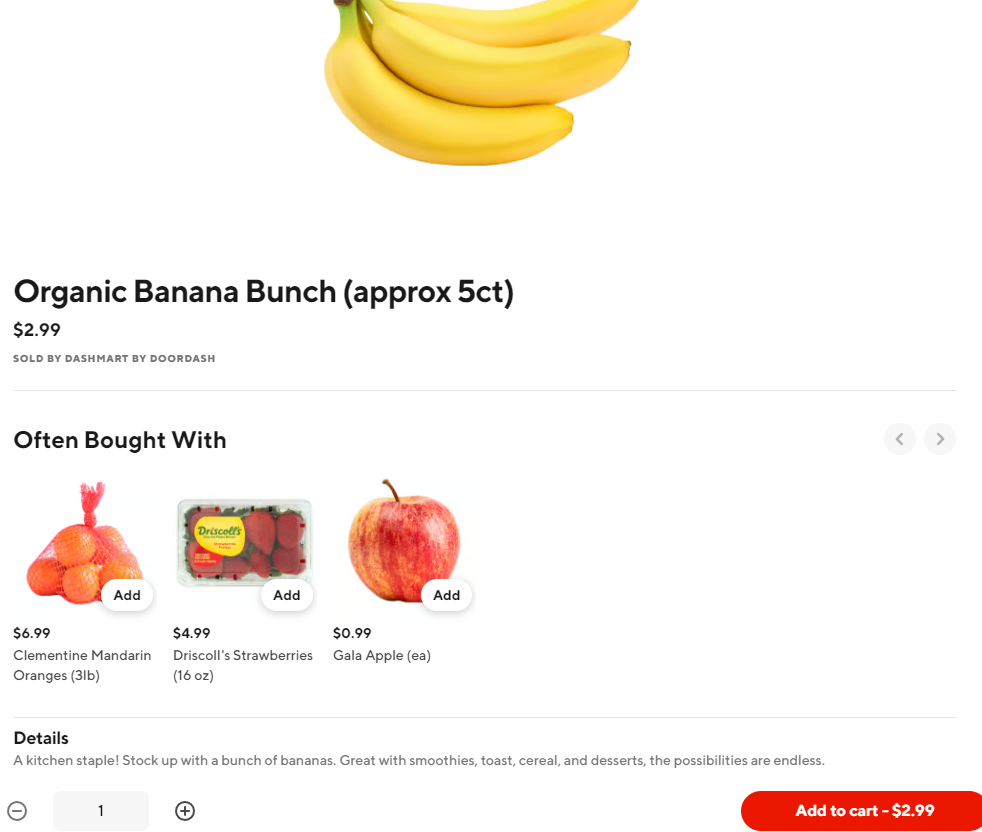 Organic Banana Bunch (approx 5ct)
$2.99
SOLD BY DASHMART BY DOORDASH
Often Bought With
Driscoll's
Add
Add
Add
$6.99
$4.99
$0.99
Clementine Mandarin
Oranges (3lb)
Driscoll's Strawberries
(16 oz)
Gala Apple (ea)
Details
A kitchen staple! Stock up with a bunch of bananas. Great with smoothies, toast, cereal, and desserts, the possibilities are endless.
1
Add to cart - $2.99